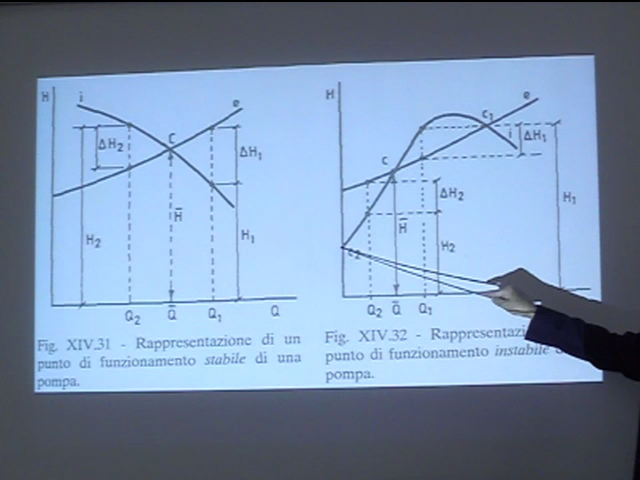 H
i
e
C
ΔH₂
ΔH₁
H̅
H₂
H₁
Q₂
Q̅
Q₁
Q
Fig. XIV.31 - Rappresentazione di un
punto di funzionamento stabile di una
pompa.
H
e
C₁
i
ΔH₁
C
ΔH₂
H₁
H̅
H₂
C₂
Q₂
Q̅
Q₁
Fig. XIV.32 - Rappresentazi
punto di funzionamento instabile
pompa.